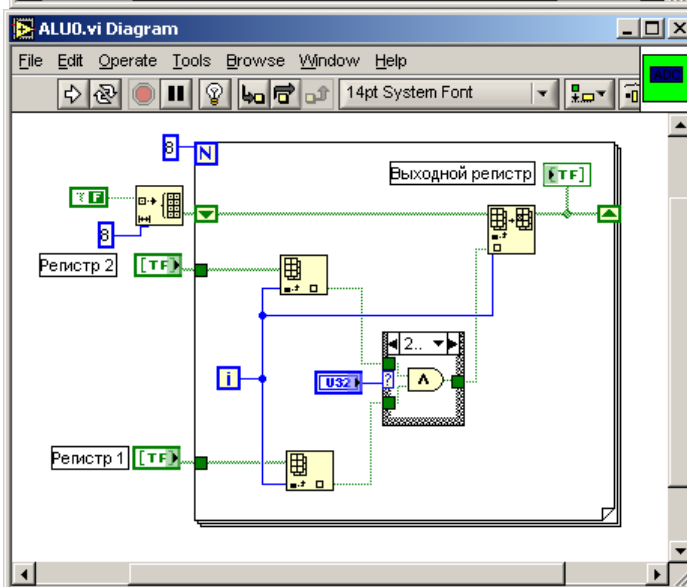 ALU0.vi Diagram
File Edit Operate Tools Browse Window Help
14pt System Font
ADC
8 N
Выходной регистр TF]
F
8
Регистр 2 [TF]
2..
i U32 ?
Λ
Регистр 1 [TF]